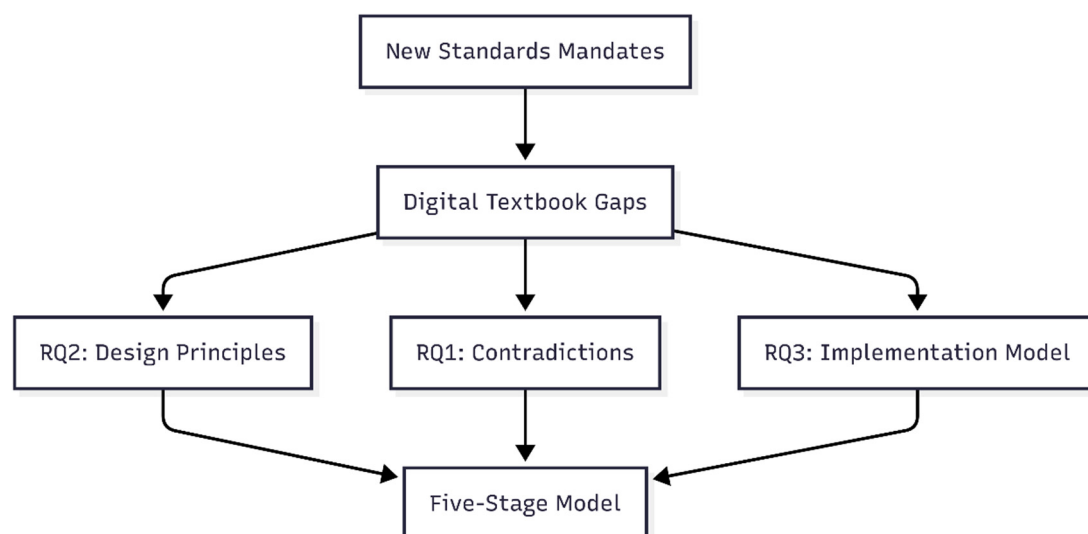 New Standards Mandates
Digital Textbook Gaps
RQ2: Design Principles
RQ1: Contradictions
RQ3: Implementation Model
Five-Stage Model